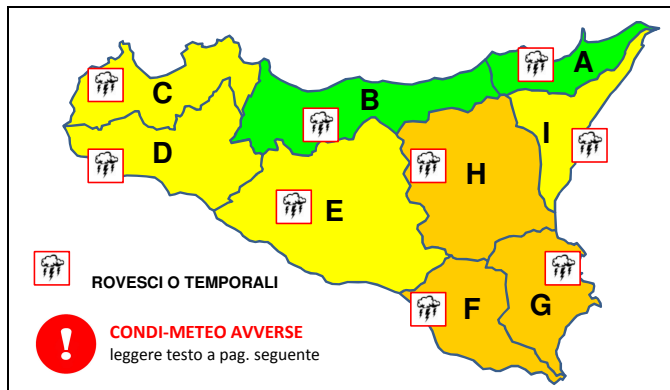 A
C
B
I
D
H
E
F
G
ROVESCI O TEMPORALI
!
CONDI-METEO AVVERSE
leggere testo a pag. seguente